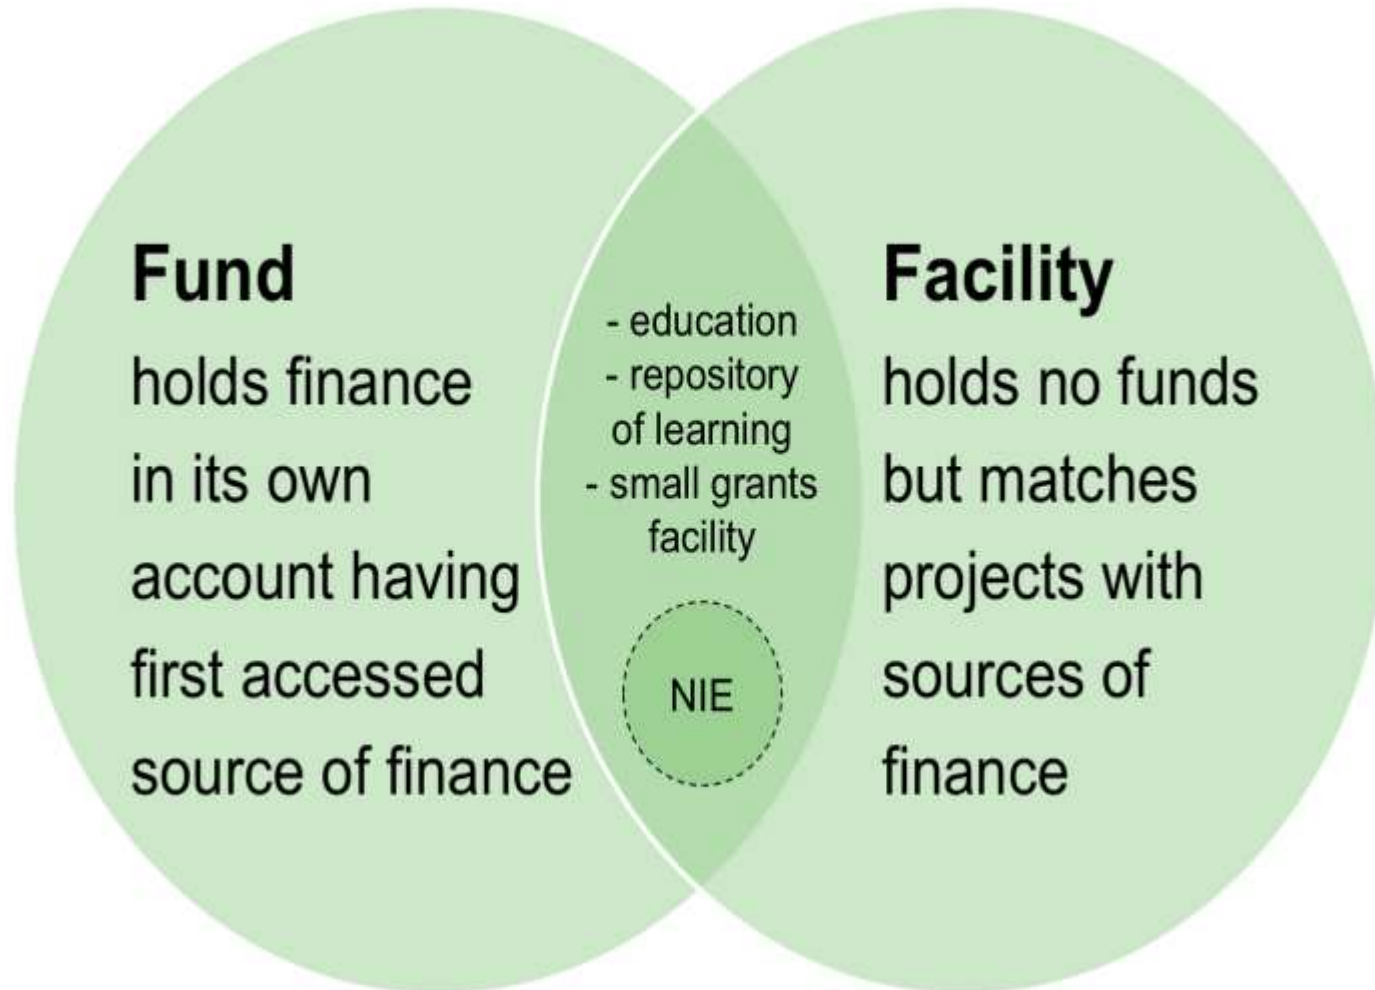 Fund
holds finance
in its own
account having
first accessed
source of finance
- education
- repository
of learning
- small grants
facility
NIE
Facility
holds no funds
but matches
projects with
sources of
finance